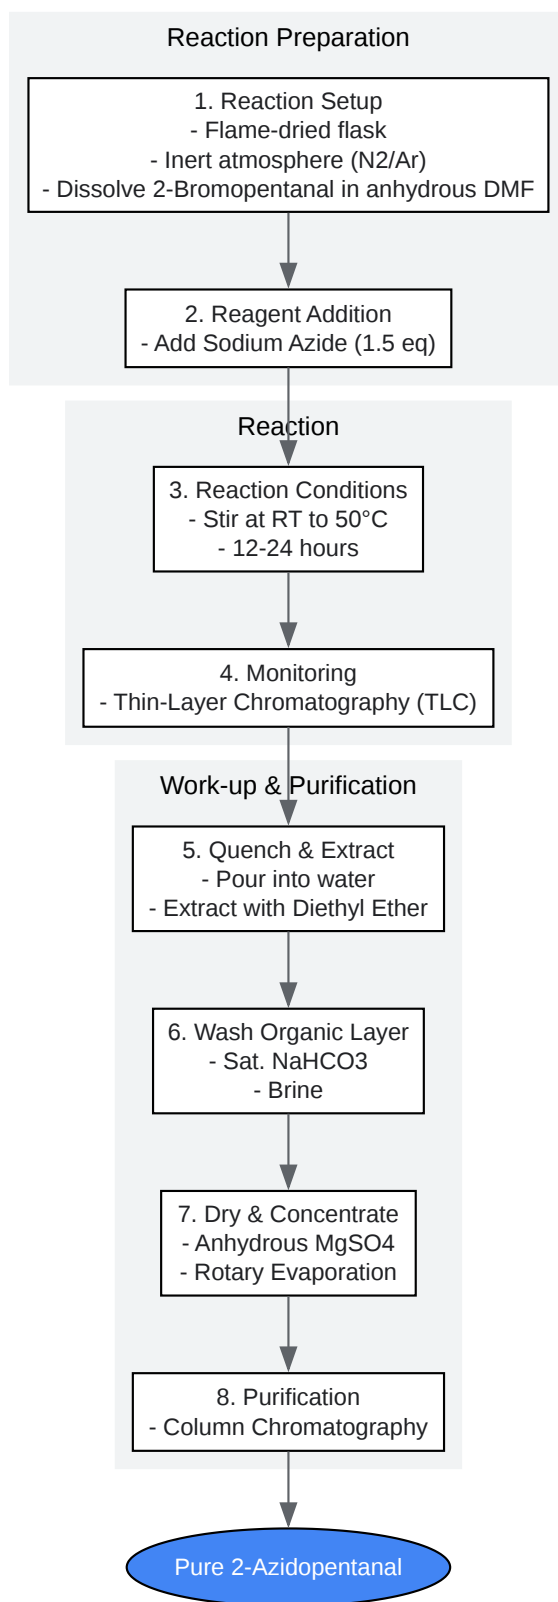 Reaction Preparation
1. Reaction Setup
- Flame-dried flask
- Inert atmosphere (N2/Ar)
- Dissolve 2-Bromopentanal in anhydrous DMF
2. Reagent Addition
- Add Sodium Azide (1.5 eq)
Reaction
3. Reaction Conditions
- Stir at RT to 50°C
- 12-24 hours
4. Monitoring
- Thin-Layer Chromatography (TLC)
Work-up & Purification
5. Quench & Extract
- Pour into water
- Extract with Diethyl Ether
6. Wash Organic Layer
- Sat. NaHCO3
- Brine
7. Dry & Concentrate
- Anhydrous MgSO4
- Rotary Evaporation
8. Purification
- Column Chromatography
Pure 2-Azidopentanal